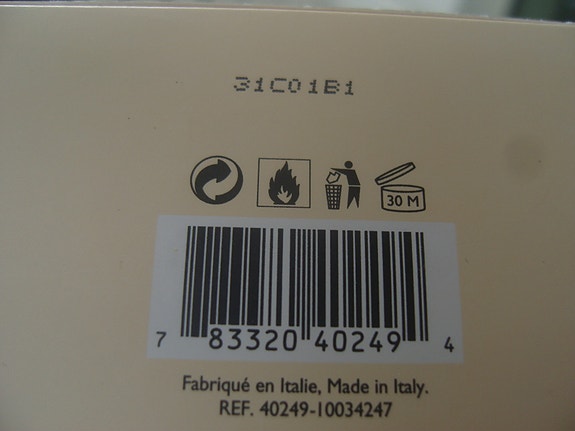 31C01B1
30 M
7 83320 40249 4
Fabriqué en Italie, Made in Italy.
REF. 40249-10034247